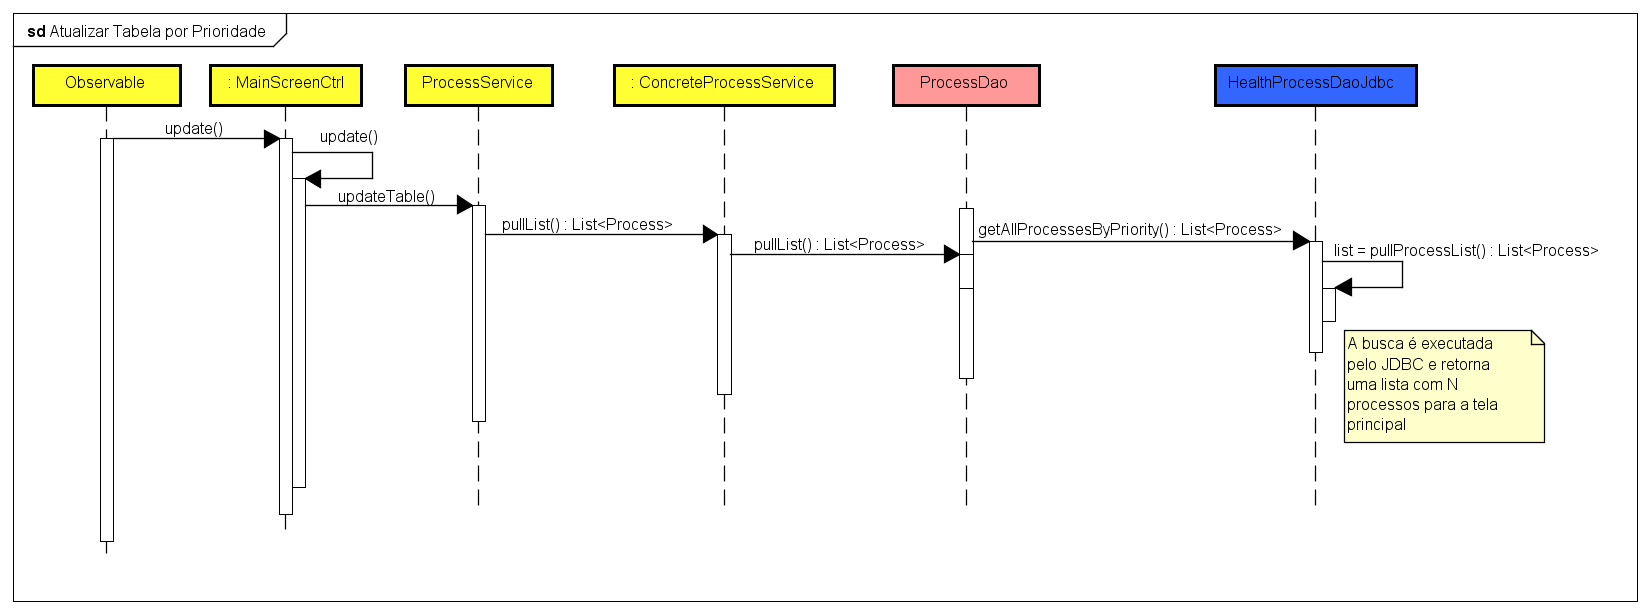 sd Atualizar Tabela por Prioridade
Observable
: MainScreenCtrl
ProcessService
: ConcreteProcessService
ProcessDao
HealthProcessDaoJdbc
update()
update()
updateTable()
pullList() : List<Process>
pullList() : List<Process>
getAllProcessesByPriority() : List<Process>
list = pullProcessList() : List<Process>
A busca é executada
pelo JDBC e retorna
uma lista com N
processos para a tela
principal